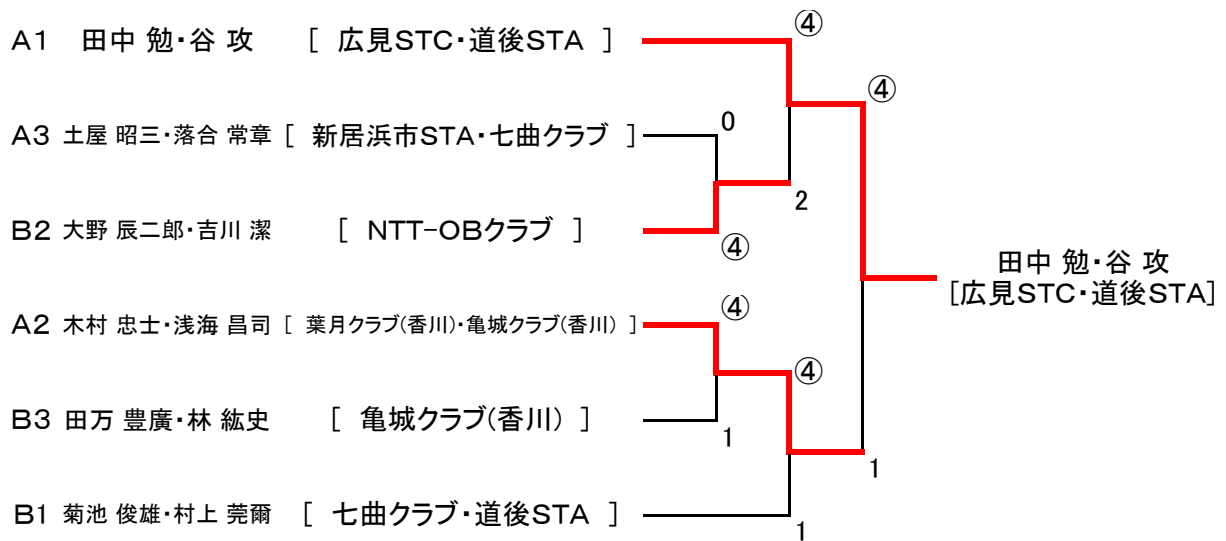 ④
A1 田中 勉・谷 攻 [ 広見STC・道後STA ]
④
0
A3 土屋 昭三・落合 常章 [ 新居浜市STA・七曲クラブ ]
2
B2 大野 辰二郎・吉川 潔 [ NTT-OBクラブ ]
④
田中 勉・谷 攻
[広見STC・道後STA]
④
A2 木村 忠士・浅海 昌司 [ 葉月クラブ(香川)・亀城クラブ(香川) ]
④
B3 田万 豊廣・林 紘史 [ 亀城クラブ(香川) ]
1
1
B1 菊池 俊雄・村上 莞爾 [ 七曲クラブ・道後STA ]
1